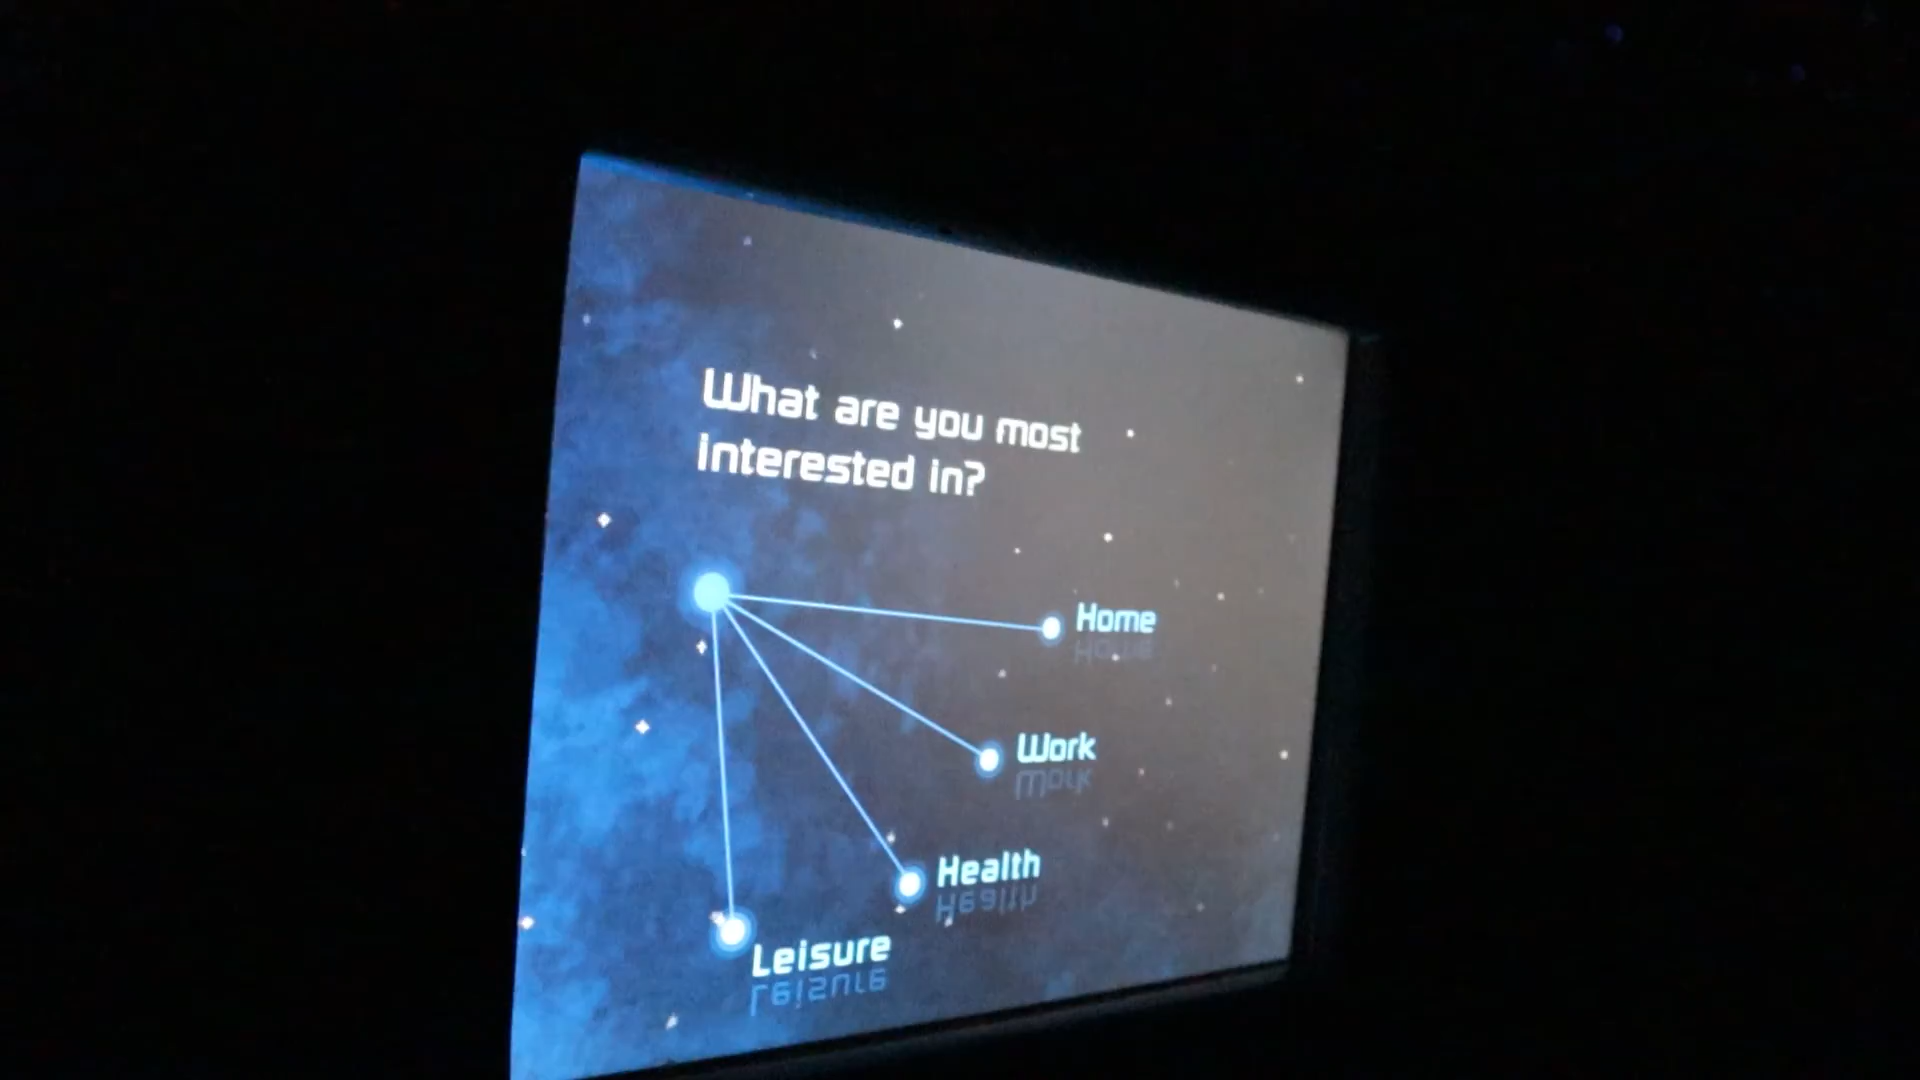 What are you most
interested in?
Home
Work
Health
Leisure